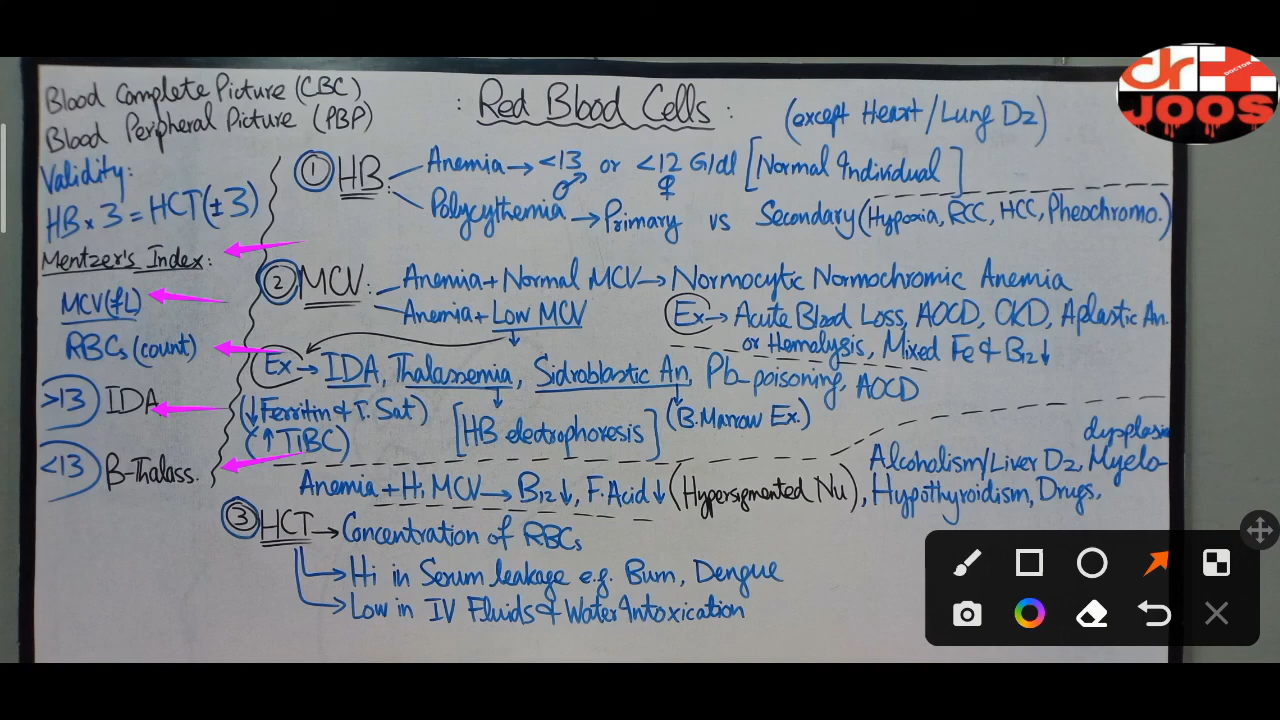 Blood Complete Picture (CBC)
Blood Peripheral Picture (PBP)
: Red Blood Cells :
dr
DOCTOR
JOOS
Validity:
HB x 3 = HCT (± 3)
Mentzer's Index:
MCV (fL)
RBCs (count)
>13) IDA
<13) B-Thalass.
(except Heart/Lung Dz)
① HB:
Anemia → <13 ♂ or <12 ♀ G/dl [Normal Individual]
Polycythemia → Primary vs Secondary (Hypoxia, RCC, HCC, Pheochromo.)
② MCV:
Anemia + Normal MCV → Normocytic Normochromic Anemia
Ex → Acute Blood Loss, AOCD, CKD, Aplastic An.
or Hemolysis, Mixed Fe & B12 ↓
Anemia + Low MCV
Ex → IDA, Thalassemia, Sidroblastic An, Pb-poisoning, AOCD
(↓ Ferritin & T. Sat)
(↑ TIBC)
[HB electrophoresis]
(B. Marrow Ex.)
Anemia + Hi MCV → B12 ↓, F. Acid ↓ (Hypersigmented Nu),
Alcoholism/Liver Dz, Myelo-
dysplasia
Hypothyroidism, Drugs.
③ HCT → Concentration of RBCs
→ Hi in Serum leakage e.g. Burn, Dengue
→ Low in IV Fluids & Water Intoxication